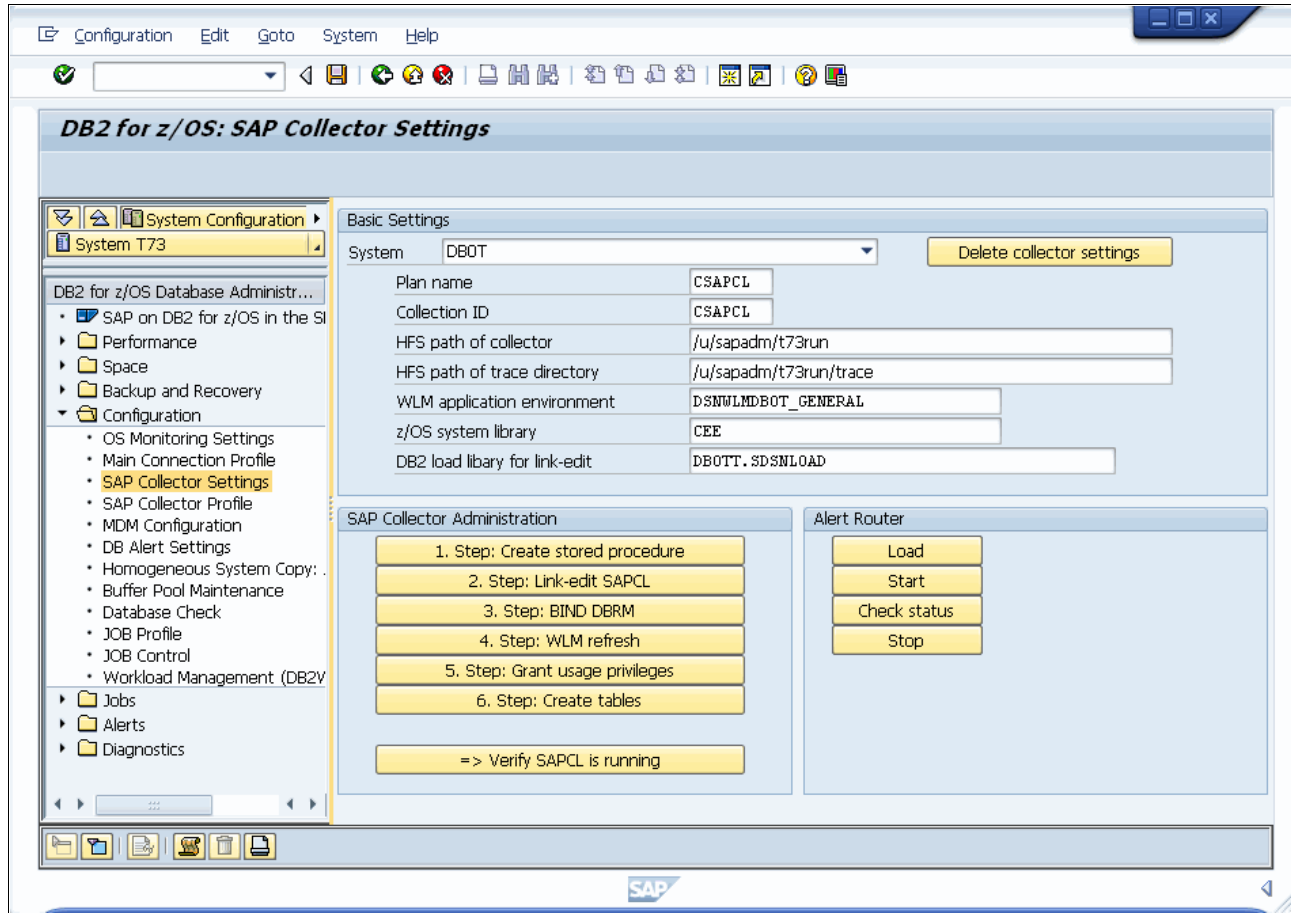 Configuration Edit Goto System Help
DB2 for z/OS: SAP Collector Settings
System Configuration
System T73
DB2 for z/OS Database Administr...
SAP on DB2 for z/OS in the SI
Performance
Space
Backup and Recovery
Configuration
OS Monitoring Settings
Main Connection Profile
SAP Collector Settings
SAP Collector Profile
MDM Configuration
DB Alert Settings
Homogeneous System Copy: .
Buffer Pool Maintenance
Database Check
JOB Profile
JOB Control
Workload Management (DB2V
Jobs
Alerts
Diagnostics
Basic Settings
System DB0T Delete collector settings
Plan name CSAPCL
Collection ID CSAPCL
HFS path of collector /u/sapadm/t73run
HFS path of trace directory /u/sapadm/t73run/trace
WLM application environment DSNWLMDB0T_GENERAL
z/OS system library CEE
DB2 load libary for link-edit DB0TT.SDSNLOAD
SAP Collector Administration
1. Step: Create stored procedure
2. Step: Link-edit SAPCL
3. Step: BIND DBRM
4. Step: WLM refresh
5. Step: Grant usage privileges
6. Step: Create tables
=> Verify SAPCL is running
Alert Router
Load
Start
Check status
Stop
SAP